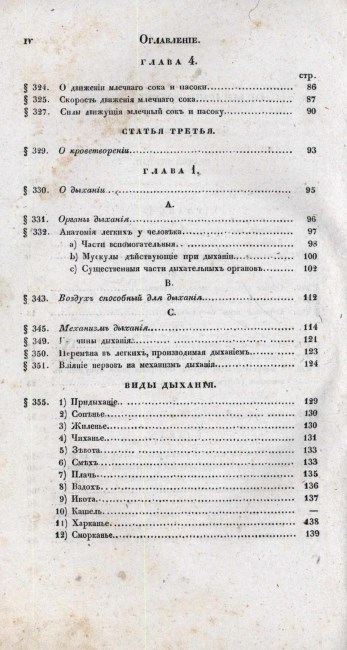 IV Оглавленіе.
ГЛАВА 4.
стр.
§ 324. О движеніи млечнаго сока и пасоки 86
§ 325. Скорость движенія млечнаго сока 87
§ 327. Силы движущія млечный сокъ и пасоку 90
СТАТЬЯ ТРЕТЬЯ.
§ 329. О кроветвореніи 93
ГЛАВА 1.
§ 330. О дыханіи 95
A.
§ 331. Органы дыханія 96
§ 332. Анатомія легкихъ у человѣка 97
a) Части вспомогательныя 98
b) Мускулы дѣйствующіе при дыханіи 100
c) Существенныя части дыхательныхъ органовъ 102
B.
§ 343. Воздухъ способный для дыханія 112
C.
§ 345. Механизмъ дыханія 114
§ 349. чины дыханія 121
§ 350. Перемѣна в легкихъ, производимая дыханіемъ 123
§ 351. Вліяніе нервовъ на механизмъ дыханія 124
ВИДЫ ДЫХАНІЯ.
§ 355. 1) Придыханіе 129
2) Сопѣнье 130
3) Жиленье 130
4) Чиханье 131
5) Зѣвота 133
6) Смѣхъ 133
7) Плачь 135
8) Вздохъ 136
9) Икота 137
10) Кашель —
11) Харканье 138
12) Сморканье 139